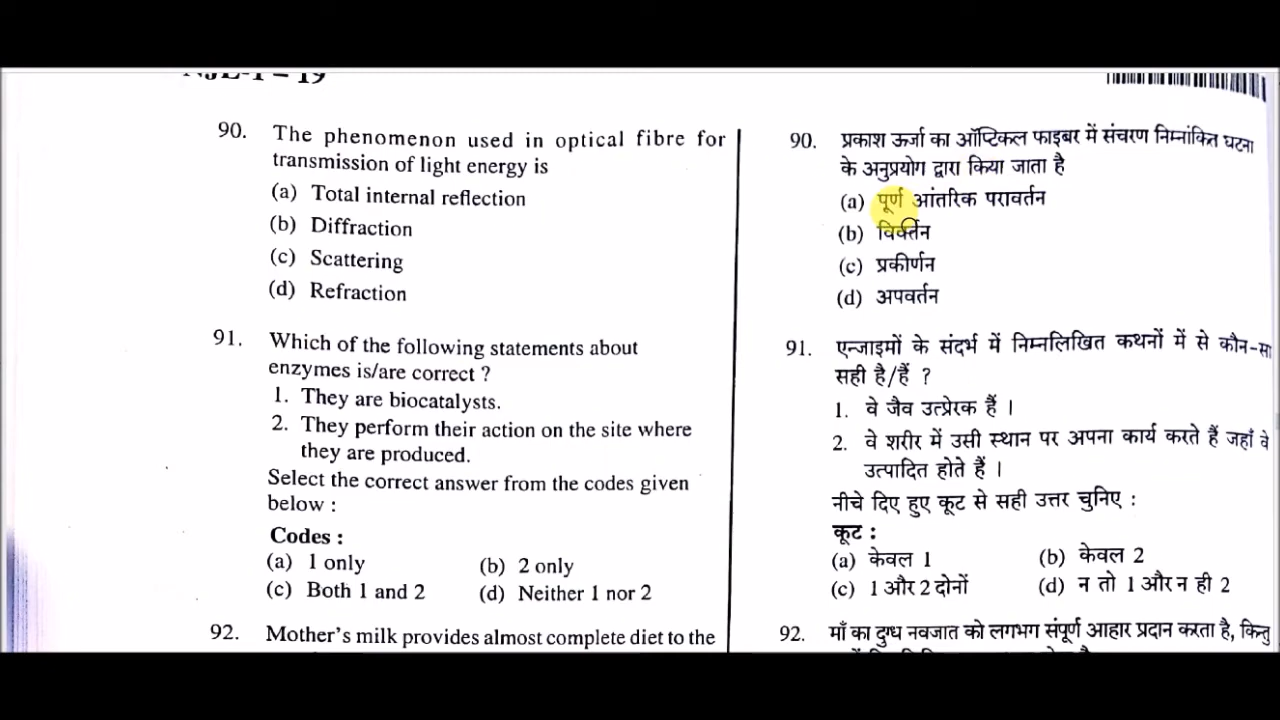 NJL-1 – 19
90. The phenomenon used in optical fibre for
transmission of light energy is
(a) Total internal reflection
(b) Diffraction
(c) Scattering
(d) Refraction
91. Which of the following statements about
enzymes is/are correct ?
1. They are biocatalysts.
2. They perform their action on the site where
they are produced.
Select the correct answer from the codes given
below :
Codes :
(a) 1 only (b) 2 only
(c) Both 1 and 2 (d) Neither 1 nor 2
92. Mother's milk provides almost complete diet to the
90. प्रकाश ऊर्जा का ऑप्टिकल फाइबर में संचरण निम्नांकित घटना
के अनुप्रयोग द्वारा किया जाता है
(a) पूर्ण आंतरिक परावर्तन
(b) विवर्तन
(c) प्रकीर्णन
(d) अपवर्तन
91. एन्जाइमों के संदर्भ में निम्नलिखित कथनों में से कौन-सा
सही है/हैं ?
1. वे जैव उत्प्रेरक हैं ।
2. वे शरीर में उसी स्थान पर अपना कार्य करते हैं जहाँ वे
उत्पादित होते हैं ।
नीचे दिए हुए कूट से सही उत्तर चुनिए :
कूट :
(a) केवल 1 (b) केवल 2
(c) 1 और 2 दोनों (d) न तो 1 और न ही 2
92. माँ का दुग्ध नवजात को लगभग संपूर्ण आहार प्रदान करता है, किन्तु